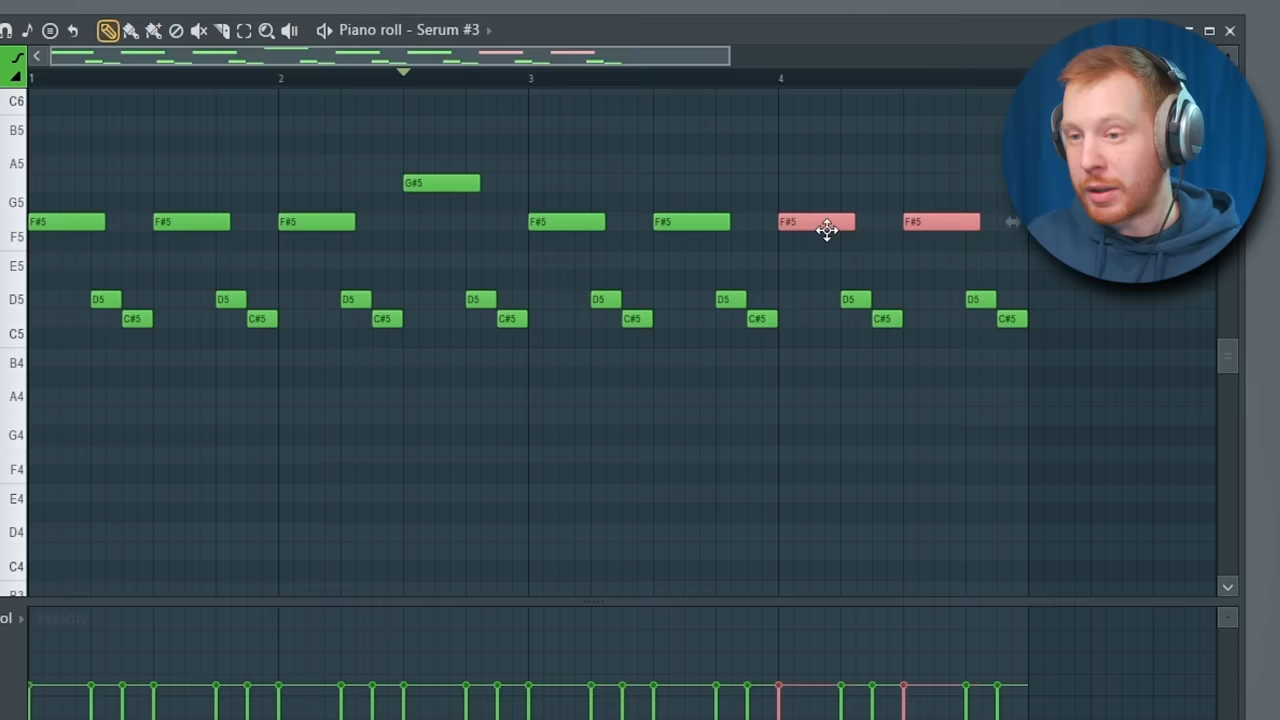 Piano roll - Serum #3
1 2 3 4
C6
B5
A5
G#5
G5
F#5 F#5 F#5 F#5 F#5 F#5 F#5
F5
E5
D5 D5 D5 D5 D5 D5 D5 D5 D5
C#5 C#5 C#5 C#5 C#5 C#5 C#5 C#5
C5
B4
A4
G4
F4
E4
D4
C4
B3
ol